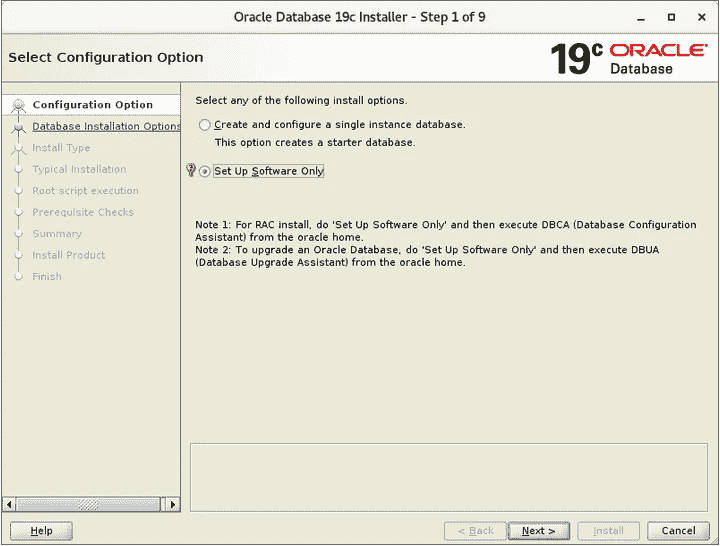 Oracle Database 19c Installer - Step 1 of 9
Select Configuration Option
19c ORACLE
Database
Configuration Option
Database Installation Options
Install Type
Typical Installation
Root script execution
Prerequisite Checks
Summary
Install Product
Finish
Select any of the following install options.
Create and configure a single instance database.
This option creates a starter database.
Set Up Software Only
Note 1: For RAC install, do 'Set Up Software Only' and then execute DBCA (Database Configuration
Assistant) from the oracle home.
Note 2: To upgrade an Oracle Database, do 'Set Up Software Only' and then execute DBUA
(Database Upgrade Assistant) from the oracle home.
Help
< Back
Next >
Install
Cancel